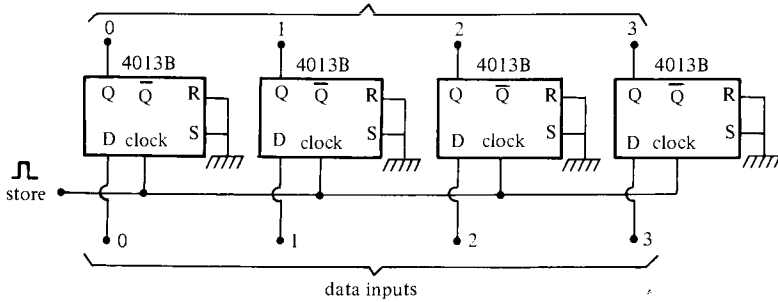 0 1 2 3
4013B 4013B 4013B 4013B
Q Q̅ R Q Q̅ R Q Q̅ R Q Q̅ R
D clock S D clock S D clock S D clock S
store
0 1 2 3
data inputs